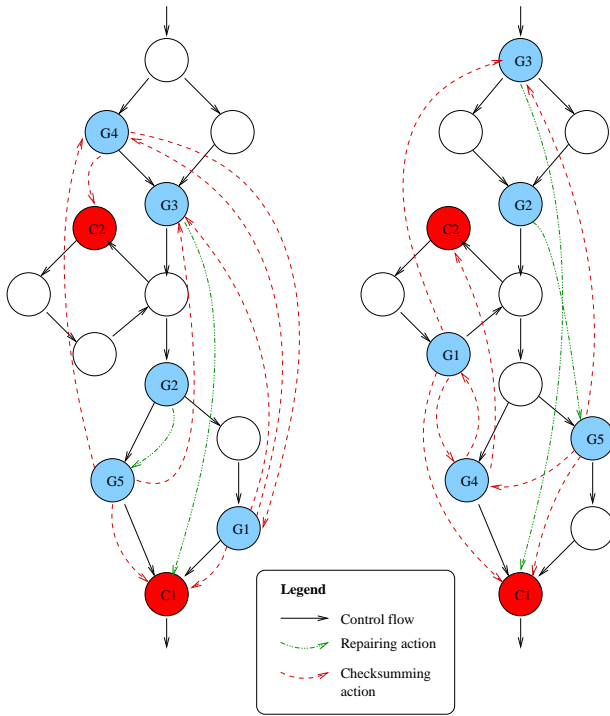 G3
G4
G3
G2
C2
C2
G1
G2
G5
G5
G4
G1
C1
C1
Legend
Control flow
Repairing action
Checksumming
action